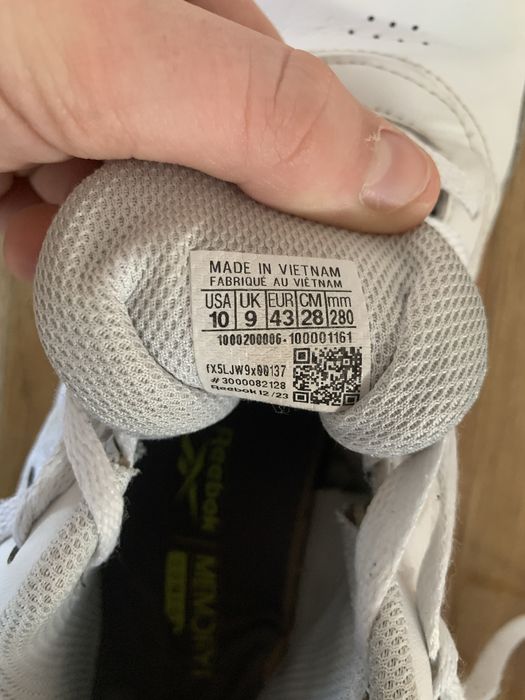 MADE IN VIETNAM
FABRIQUÉ AU VIÊTNAM
USA UK EUR CM mm
10 9 43 28 280
1000200006-100001161
fX5LJW9x00137
#3000082128
Reebok 12/23
Reebok
MEMORY